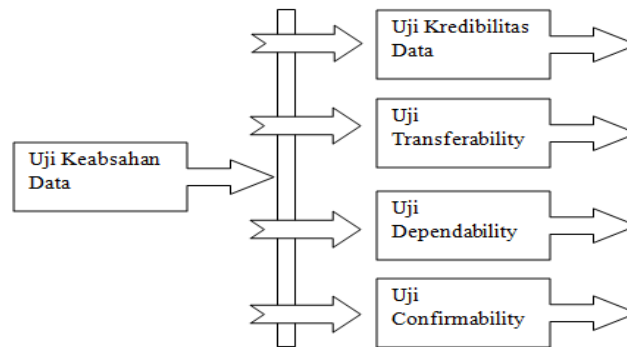 Uji Kredibilitas
Data
Uji
Transferability
Uji Keabsahan
Data
Uji
Dependability
Uji
Confirmability